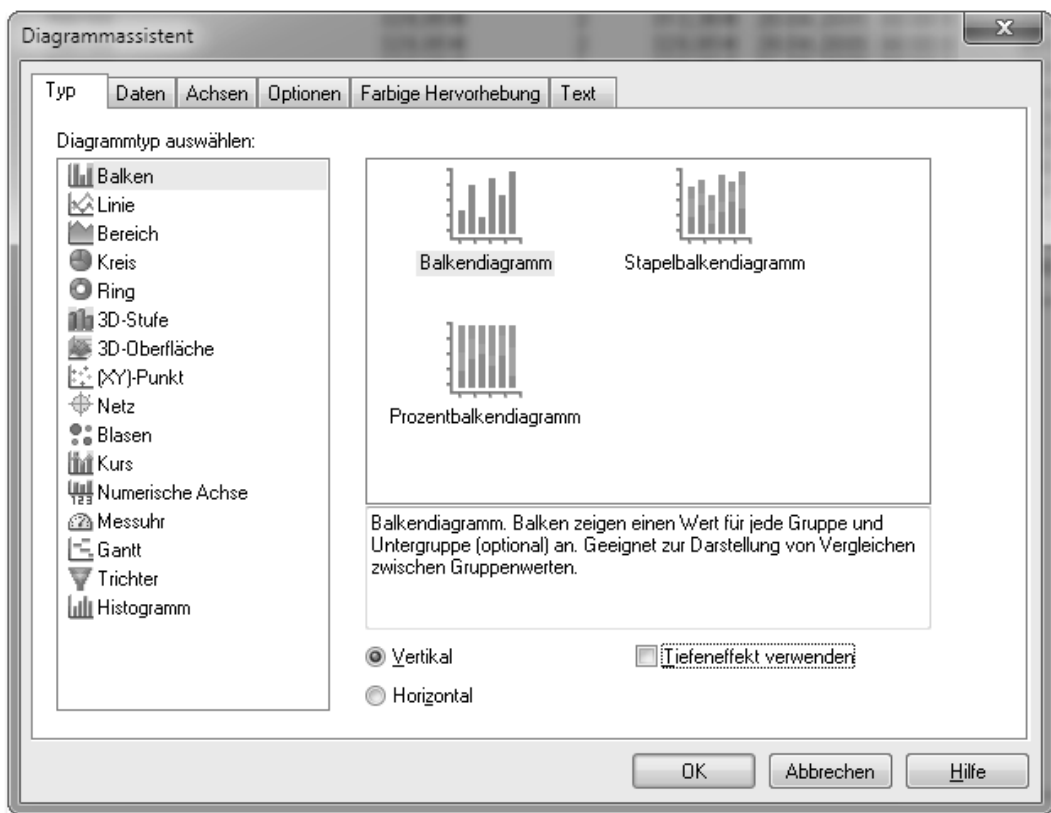 Diagrammassistent
x
Typ Daten Achsen Optionen Farbige Hervorhebung Text
Diagrammtyp auswählen:
Balken
Linie
Bereich
Kreis
Ring
3D-Stufe
3D-Oberfläche
(XY)-Punkt
Netz
Blasen
Kurs
Numerische Achse
Messuhr
Gantt
Trichter
Histogramm
Balkendiagramm
Stapelbalkendiagramm
Prozentbalkendiagramm
Balkendiagramm. Balken zeigen einen Wert für jede Gruppe und
Untergruppe (optional) an. Geeignet zur Darstellung von Vergleichen
zwischen Gruppenwerten.
Vertikal
Tiefeneffekt verwenden
Horizontal
OK Abbrechen Hilfe